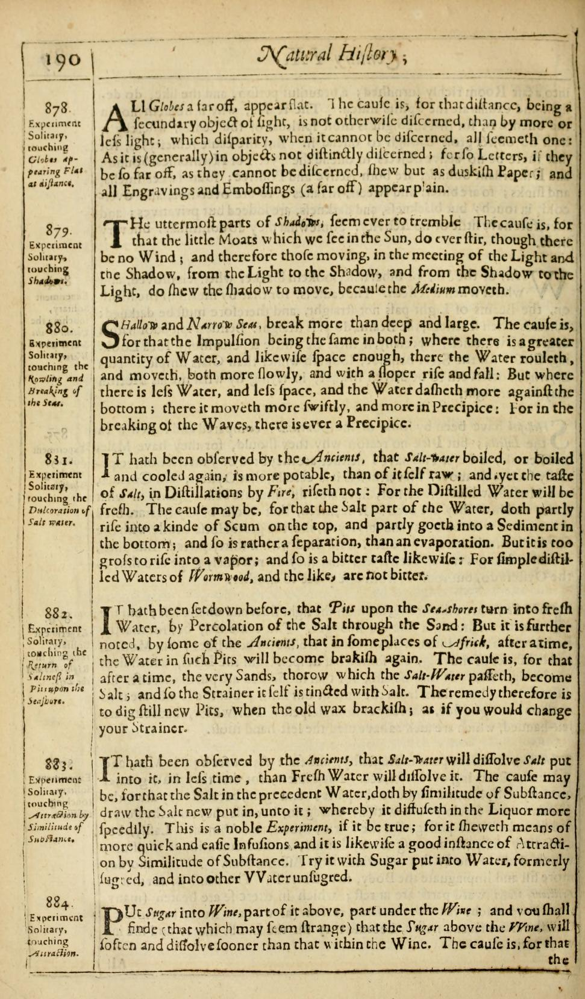 190
Natural Hiſtory;
878.
Experiment
Solitary,
touching
Globes ap-
pearing Flat
at diſtance.
ALl Globes a far off, appear flat. The cauſe is, for that diſtance, being a
ſecundary object of ſight, is not otherwiſe diſcerned, than by more or
leſs light; which diſparity, when it cannot be diſcerned, all ſeemeth one:
As it is (generally) in objects not diſtinctly diſcerned; for ſo Letters, if they
be ſo far off, as they cannot be diſcerned, ſhew but as duskiſh Paper; and
all Engravings and Emboſſings (a far off) appear plain.
879.
Experiment
Solitary,
touching
Shadows.
THe uttermoſt parts of Shadows, ſeem ever to tremble The cauſe is, for
that the little Moats which we ſee in the Sun, do ever ſtir, though there
be no Wind; and therefore thoſe moving, in the meeting of the Light and
the Shadow, from the Light to the Shadow, and from the Shadow to the
Light, do ſhew the ſhadow to move, becauſe the Medium moveth.
880.
Experiment
Solitary,
touching the
Rowling and
Breaking of
the Seas.
SHallow and Narrow Seas, break more than deep and large. The cauſe is,
for that the Impulſion being the ſame in both; where there is a greater
quantity of Water, and likewiſe ſpace enough, there the Water rouleth,
and moveth, both more ſlowly, and with a ſloper riſe and fall: But where
there is leſs Water, and leſs ſpace, and the Water daſheth more againſt the
bottom; there it moveth more ſwiftly, and more in Precipice: For in the
breaking of the Waves, there is ever a Precipice.
881.
Experiment
Solitary,
touching the
Dulcoration of
Salt water.
IT hath been obſerved by the Ancients, that Salt-water boiled, or boiled
and cooled again, is more potable, than of it ſelf raw; and yet the taſte
of Salt, in Diſtillations by Fire, riſeth not: For the Diſtilled Water will be
freſh. The cauſe may be, for that the Salt part of the Water, doth partly
riſe into a kinde of Scum on the top, and partly goeth into a Sediment in
the bottom; and ſo is rather a ſeparation, than an evaporation. But it is too
groſs to riſe into a vapor; and ſo is a bitter taſte likewiſe: For ſimple diſtil-
led Waters of Wormwood, and the like, are not bitter.
882.
Experiment
Solitary,
touching the
Return of
Saltneß in
Pits upon the
Seaſhore.
IT hath been ſet down before, that Pits upon the Sea-shores turn into freſh
Water, by Percolation of the Salt through the Sand: But it is further
noted, by ſome of the Ancients, that in ſome places of Africk, after a time,
the Water in ſuch Pits will become brakiſh again. The cauſe is, for that
after a time, the very Sands, thorow which the Salt-Water paſſeth, become
Salt; and ſo the Strainer it ſelf is tincted with Salt. The remedy therefore is
to dig ſtill new Pits, when the old wax brackiſh; as if you would change
your Strainer.
883.
Experiment
Solitary,
touching
Attraction by
Similitude of
Subſtance.
IT hath been obſerved by the Ancients, that Salt-water will diſſolve Salt put
into it, in leſs time, than Freſh Water will diſſolve it. The cauſe may
be, for that the Salt in the precedent Water, doth by ſimilitude of Subſtance,
draw the Salt new put in, unto it; whereby it diffuſeth in the Liquor more
ſpeedily. This is a noble Experiment, if it be true; for it ſheweth means of
more quick and eaſie Infuſions and it is likewiſe a good inſtance of Attracti-
on by Similitude of Subſtance. Try it with Sugar put into Water, formerly
ſugred, and into other VVater unſugred.
884.
Experiment
Solitary,
touching
Attraction.
PUt Sugar into Wine, part of it above, part under the Wine; and you ſhall
finde (that which may ſeem ſtrange) that the Sugar above the VVine, will
ſoften and diſſolve ſooner than that within the Wine. The cauſe is, for that
the